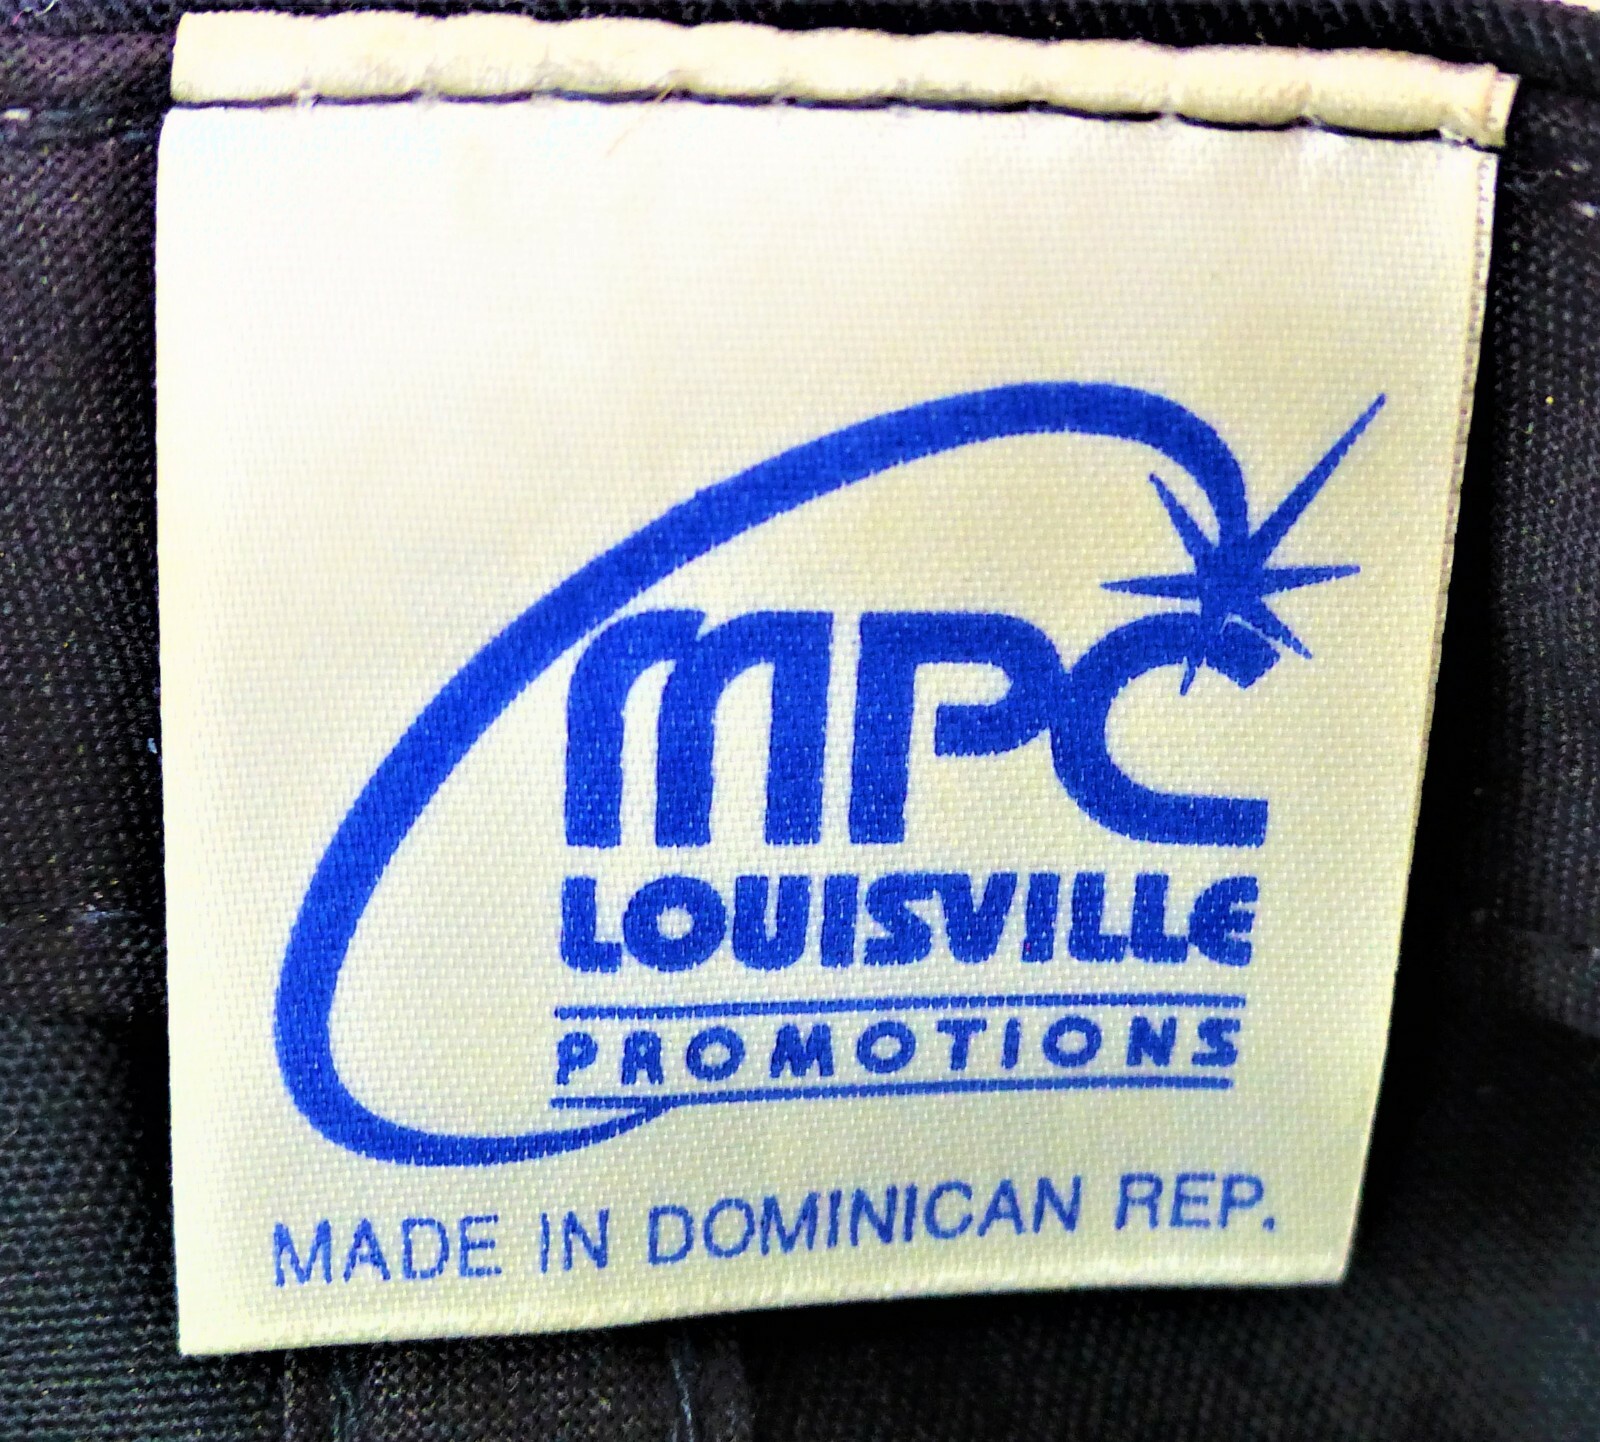 MPC
LOUISVILLE
PROMOTIONS
MADE IN DOMINICAN REP.